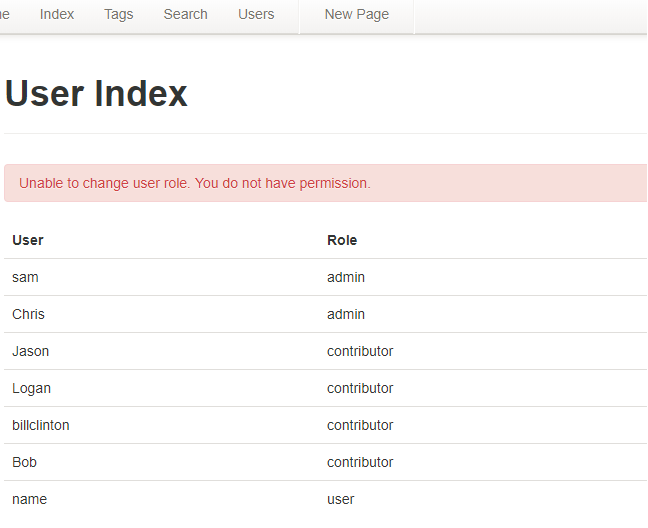 ne Index Tags Search Users New Page
User Index
Unable to change user role. You do not have permission.
User Role
sam admin
Chris admin
Jason contributor
Logan contributor
billclinton contributor
Bob contributor
name user